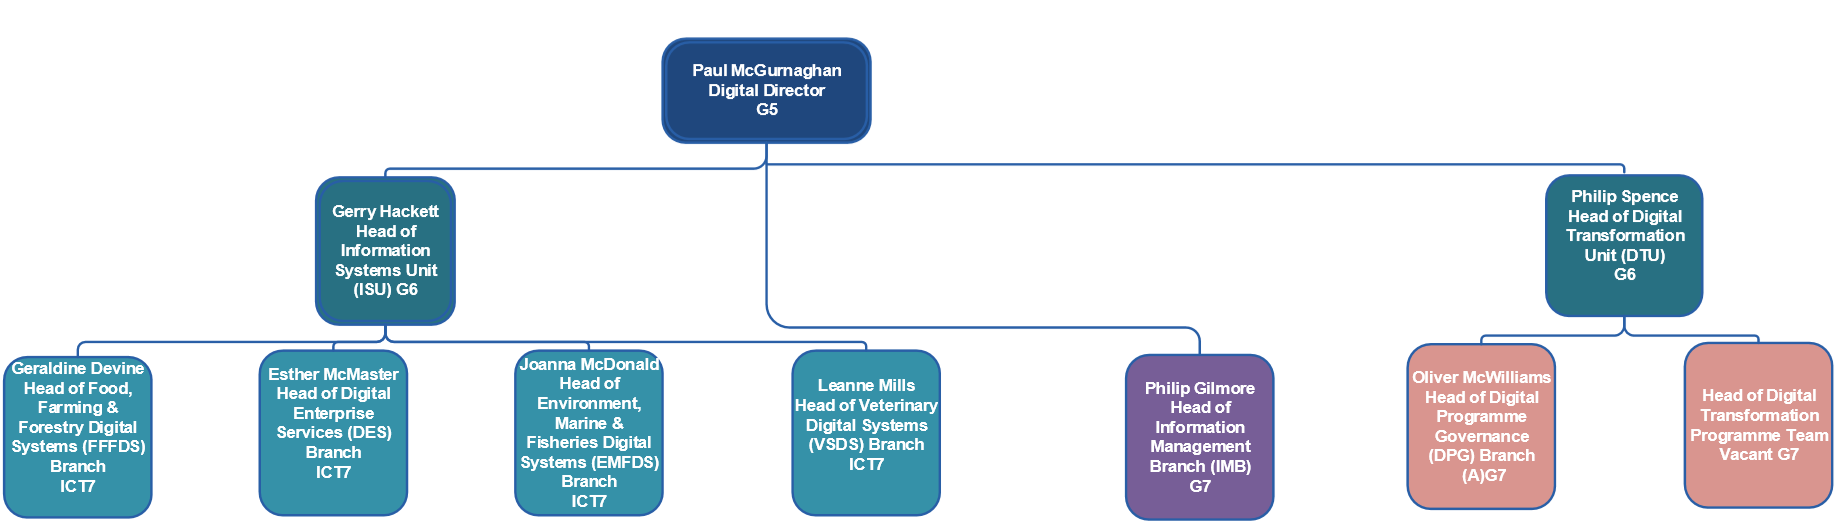 Paul McGurnaghan
Digital Director
G5
Gerry Hackett
Head of
Information
Systems Unit
(ISU) G6
Philip Spence
Head of Digital
Transformation
Unit (DTU)
G6
Geraldine Devine
Head of Food,
Farming &
Forestry Digital
Systems (FFFDS)
Branch
ICT7
Esther McMaster
Head of Digital
Enterprise
Services (DES)
Branch
ICT7
Joanna McDonald
Head of
Environment,
Marine &
Fisheries Digital
Systems (EMFDS)
Branch
ICT7
Leanne Mills
Head of Veterinary
Digital Systems
(VSDS) Branch
ICT7
Philip Gilmore
Head of
Information
Management
Branch (IMB)
G7
Oliver McWilliams
Head of Digital
Programme
Governance
(DPG) Branch
(A)G7
Head of Digital
Transformation
Programme Team
Vacant G7